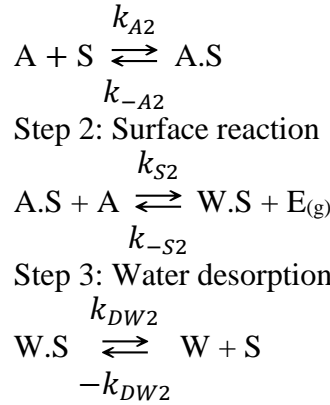 k_{A2}
A + S ⇌ A.S
k_{-A2}
Step 2: Surface reaction
k_{S2}
A.S + A ⇌ W.S + E_{(g)}
k_{-S2}
Step 3: Water desorption
k_{DW2}
W.S ⇌ W + S
-k_{DW2}